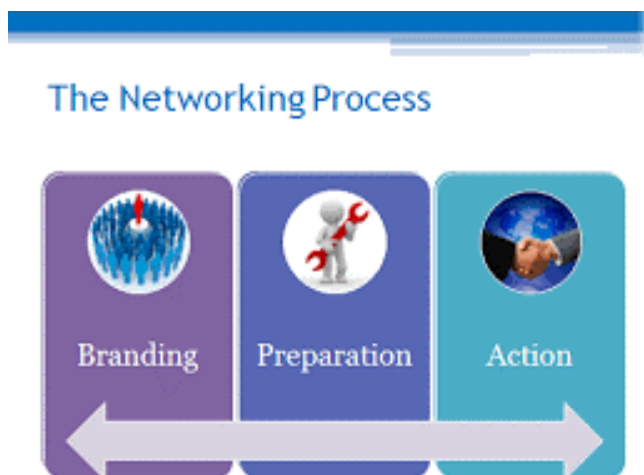 The Networking Process
Branding
Preparation
Action